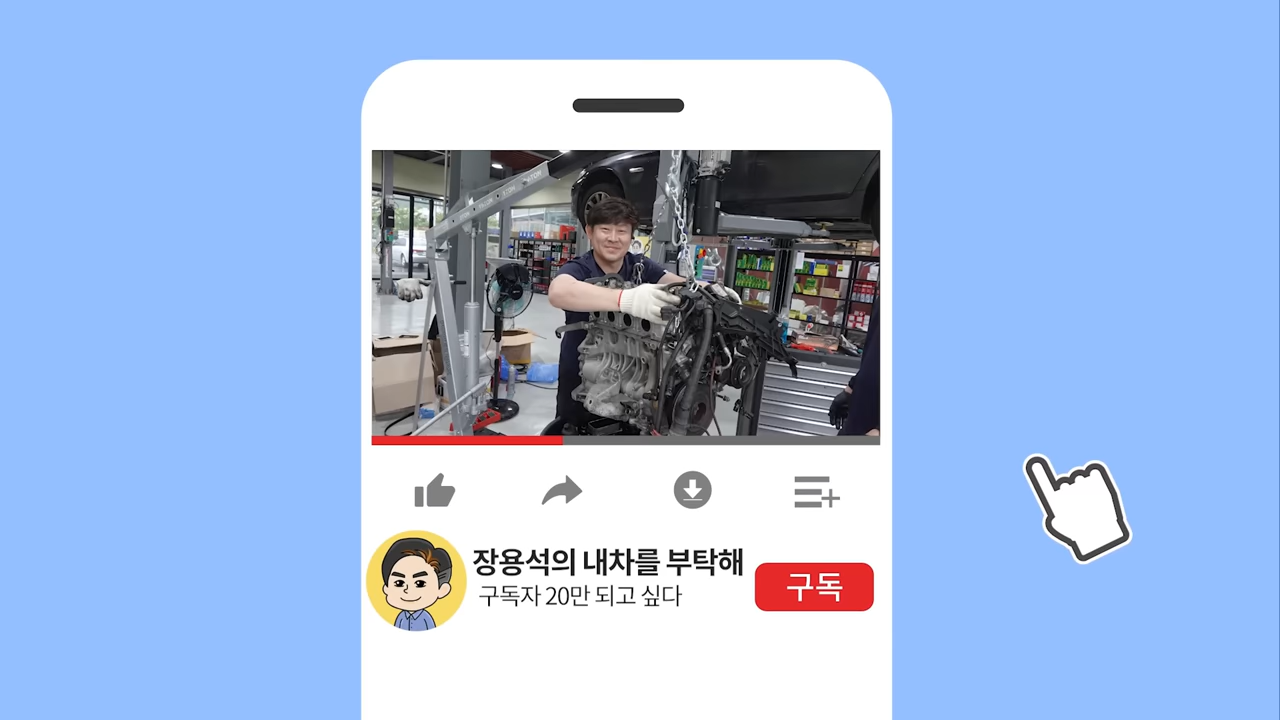 장용석의 내차를 부탁해
구독자 20만 되고 싶다
구독